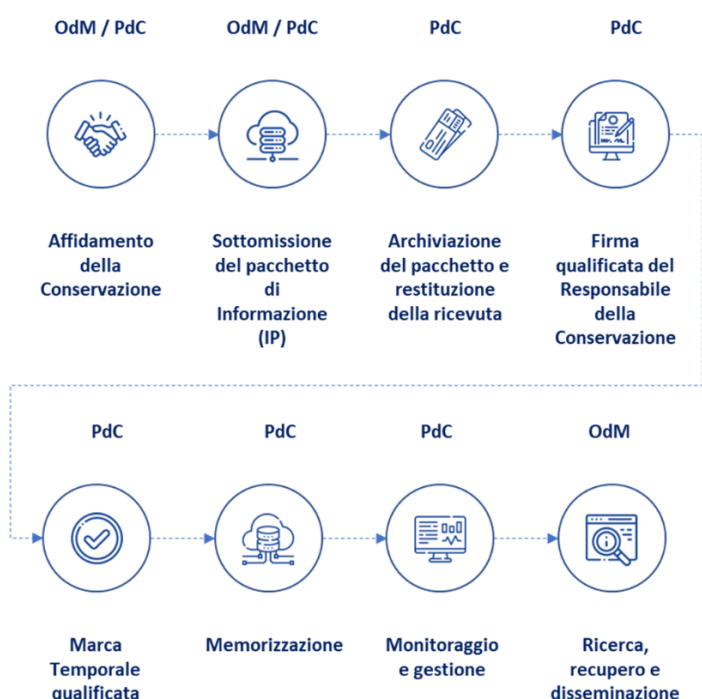 OdM / PdC
OdM / PdC
PdC
PdC
Affidamento
della
Conservazione
Sottomissione
del pacchetto
di
Informazione
(IP)
Archiviazione
del pacchetto e
restituzione
della ricevuta
Firma
qualificata del
Responsabile
della
Conservazione
PdC
PdC
PdC
OdM
Marca
Temporale
qualificata
Memorizzazione
Monitoraggio
e gestione
Ricerca,
recupero e
disseminazione